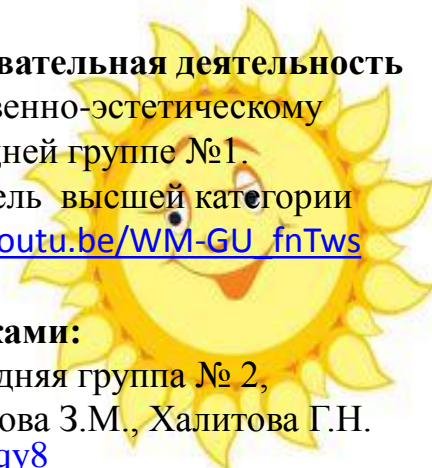 вательная деятельность
венно-эстетическому
дней группе №1.
ель высшей категории
outu.be/WM-GU_fnTws
ками:
дняя группа № 2,
ова З.М., Халитова Г.Н.
qy8